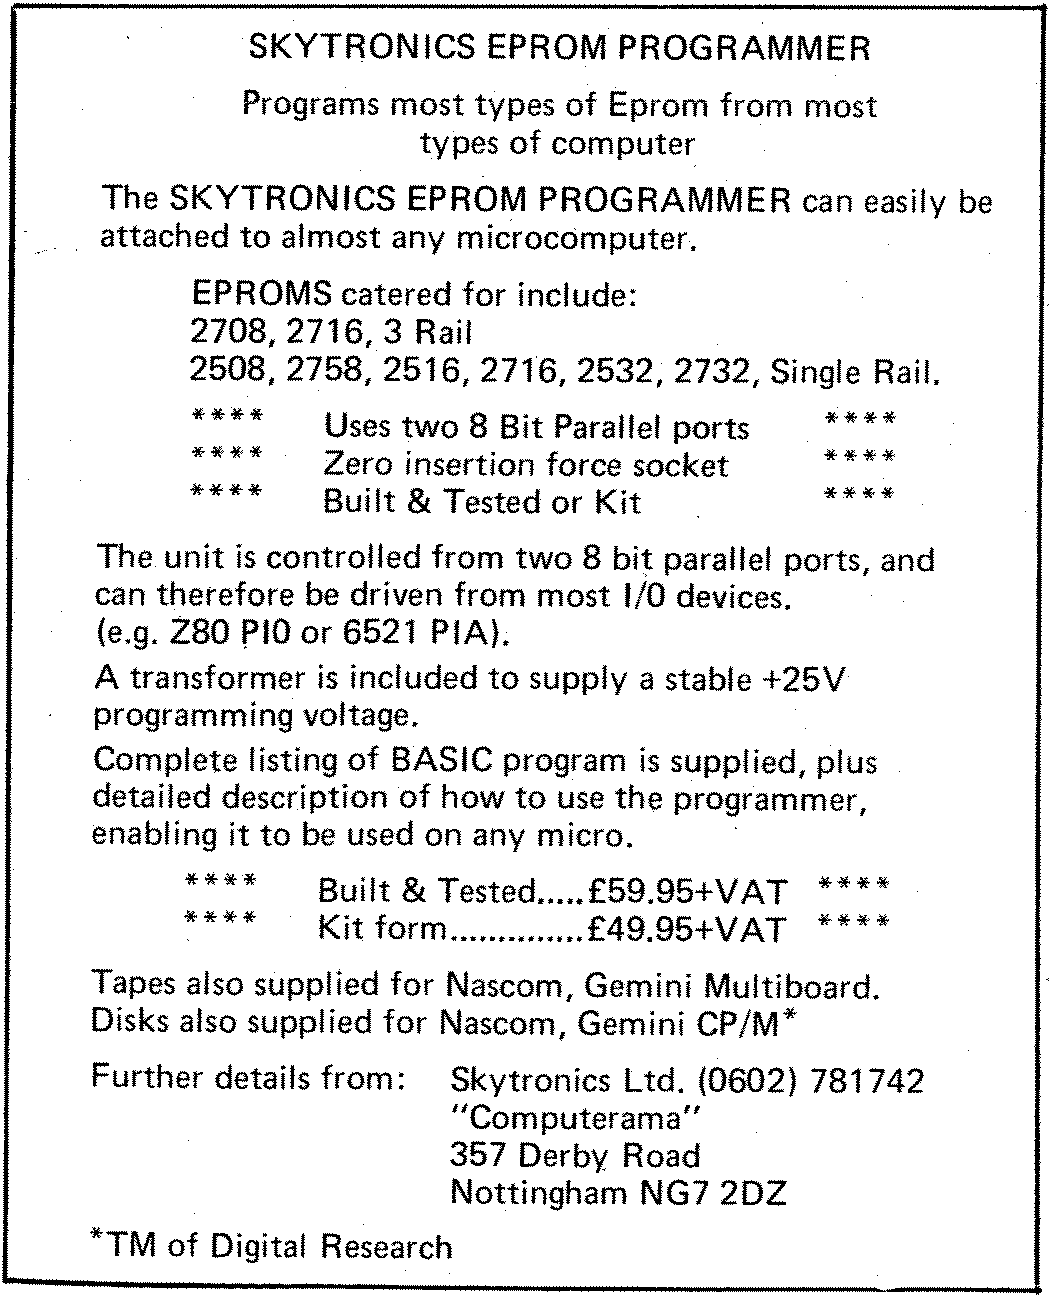 SKYTRONICS EPROM PROGRAMMER
Programs most types of Eprom from most
types of computer
The SKYTRONICS EPROM PROGRAMMER can easily be
attached to almost any microcomputer.
EPROMS catered for include:
2708, 2716, 3 Rail
2508, 2758, 2516, 2716, 2532, 2732, Single Rail.
**** Uses two 8 Bit Parallel ports ****
**** Zero insertion force socket ****
**** Built & Tested or Kit ****
The unit is controlled from two 8 bit parallel ports, and
can therefore be driven from most I/O devices.
(e.g. Z80 PIO or 6521 PIA).
A transformer is included to supply a stable +25V
programming voltage.
Complete listing of BASIC program is supplied, plus
detailed description of how to use the programmer,
enabling it to be used on any micro.
**** Built & Tested.....£59.95+VAT ****
**** Kit form..............£49.95+VAT ****
Tapes also supplied for Nascom, Gemini Multiboard.
Disks also supplied for Nascom, Gemini CP/M*
Further details from: Skytronics Ltd. (0602) 781742
"Computerama"
357 Derby Road
Nottingham NG7 2DZ
*TM of Digital Research